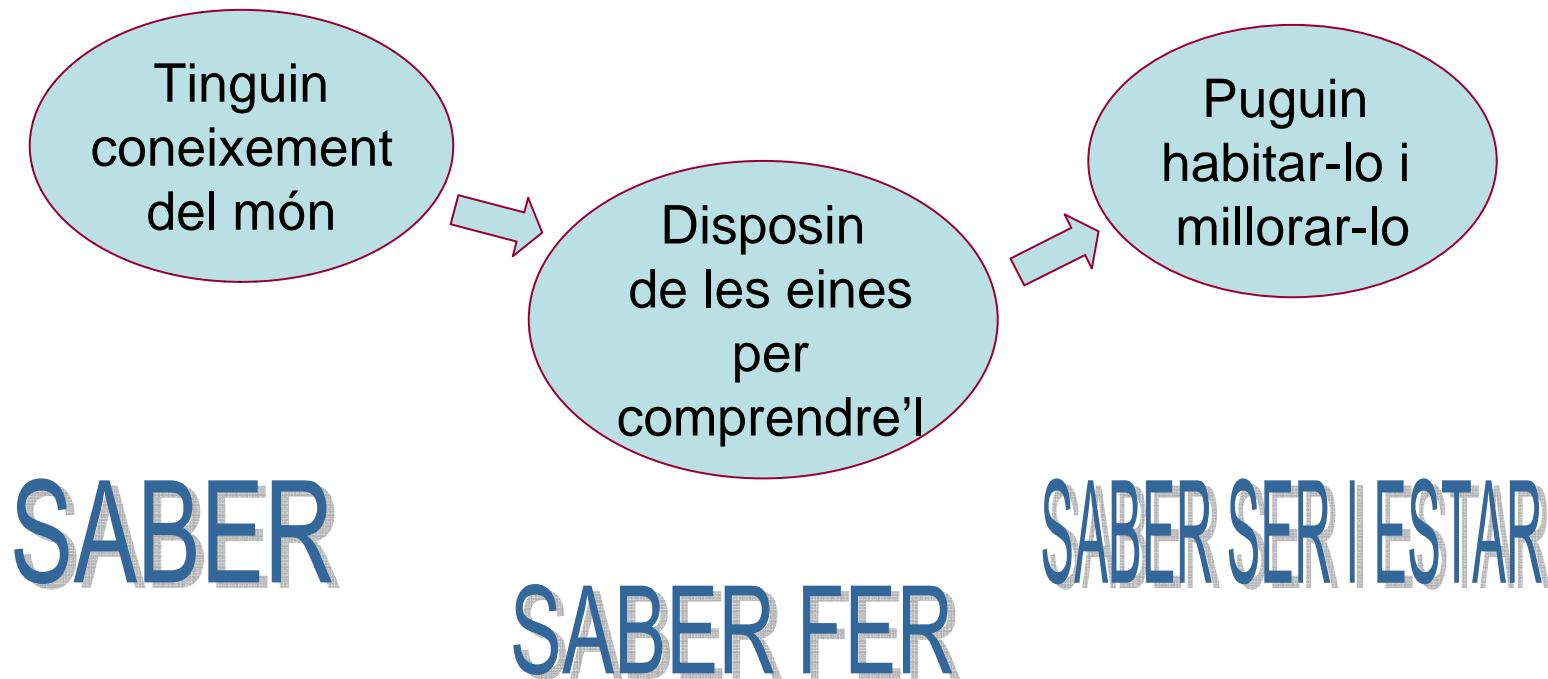 Tinguin
coneixement
del món
Disposin
de les eines
per
comprendre’l
Puguin
habitar-lo i
millorar-lo
SABER
SABER FER
SABER SER I ESTAR